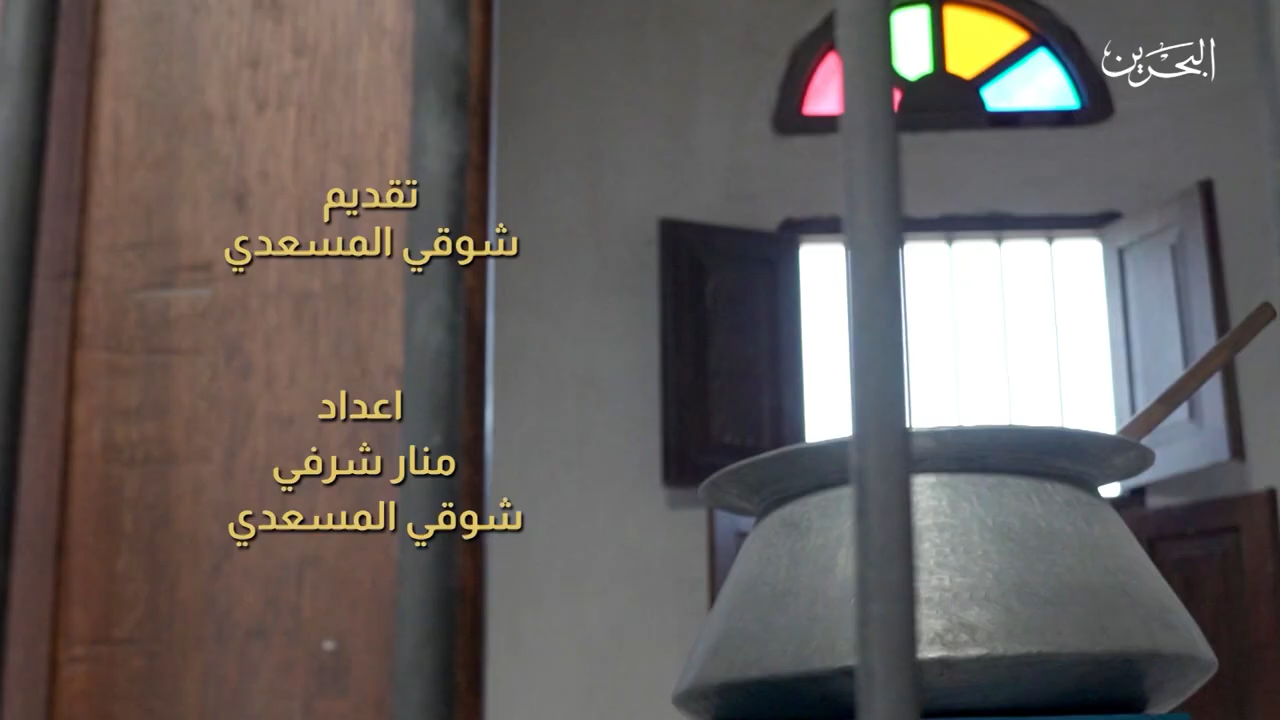 البحرين
تقديم
شوقي المسعدي
اعداد
منار شرفي
شوقي المسعدي